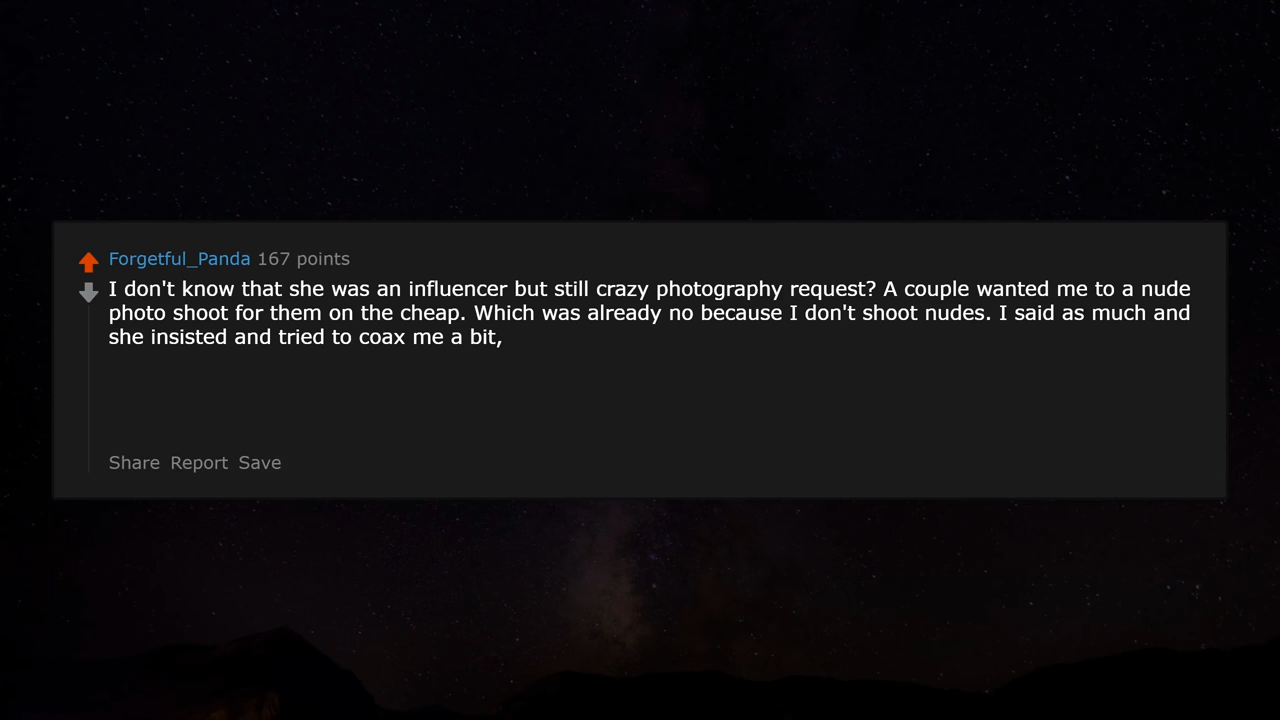 Forgetful_Panda 167 points
I don't know that she was an influencer but still crazy photography request? A couple wanted me to a nude
photo shoot for them on the cheap. Which was already no because I don't shoot nudes. I said as much and
she insisted and tried to coax me a bit,
Share Report Save